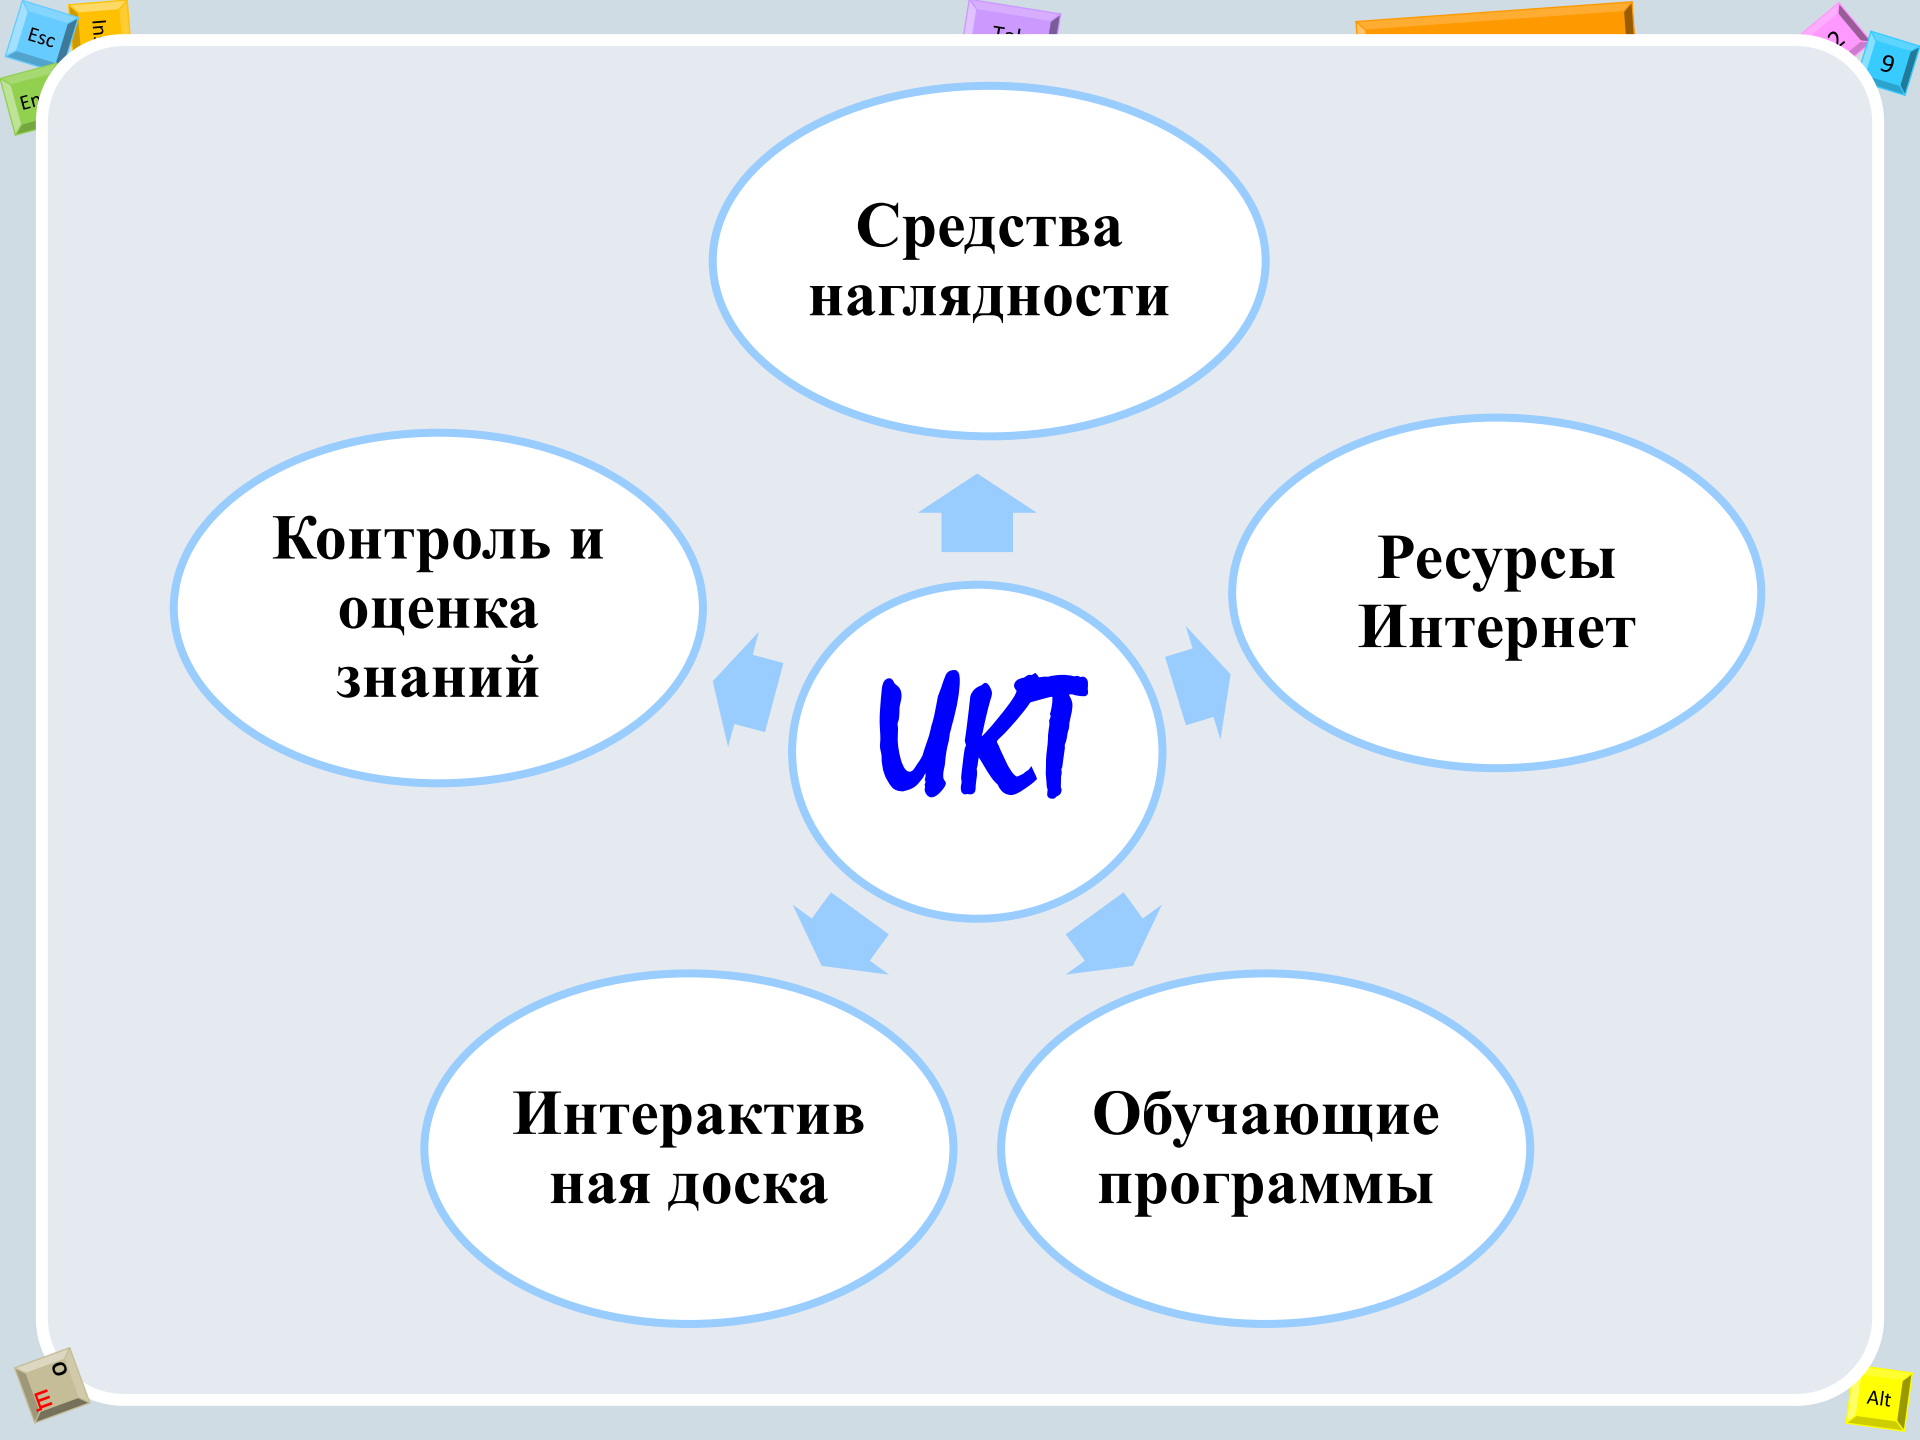 Esc
9
Средства
наглядности
Контроль и
оценка
знаний
Ресурсы
Интернет
ИКТ
Интерактив
ная доска
Обучающие
программы
О
Щ
Alt